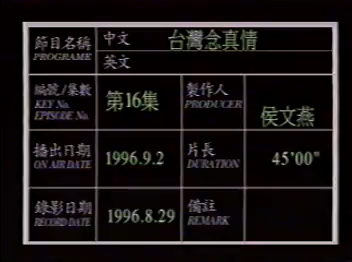 節目名稱 中文 台灣念真情
PROGRAME 英文
編號/集數 第16集 製作人 侯文燕
KEY No. PRODUCER
EPISODE No.
播出日期 1996.9.2 片長 45'00"
ON AIR DATE DURATION
錄影日期 1996.8.29 備註
RECORD DATE REMARK